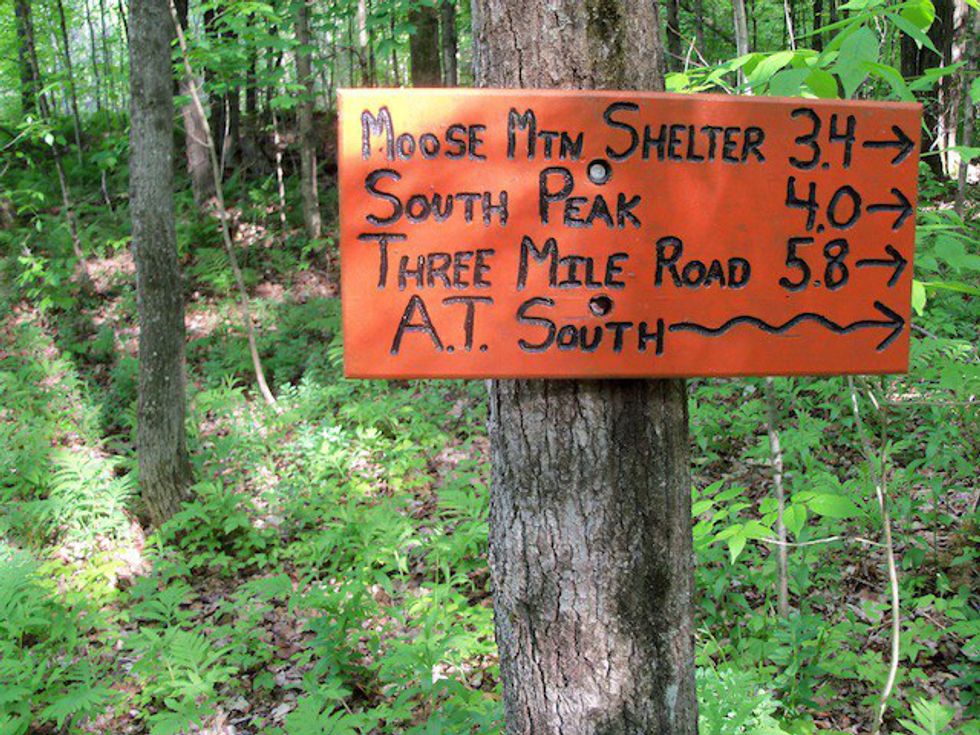 Moose Mtn Shelter 3.4 →
South Peak 4.0 →
Three Mile Road 5.8 →
A.T. South →